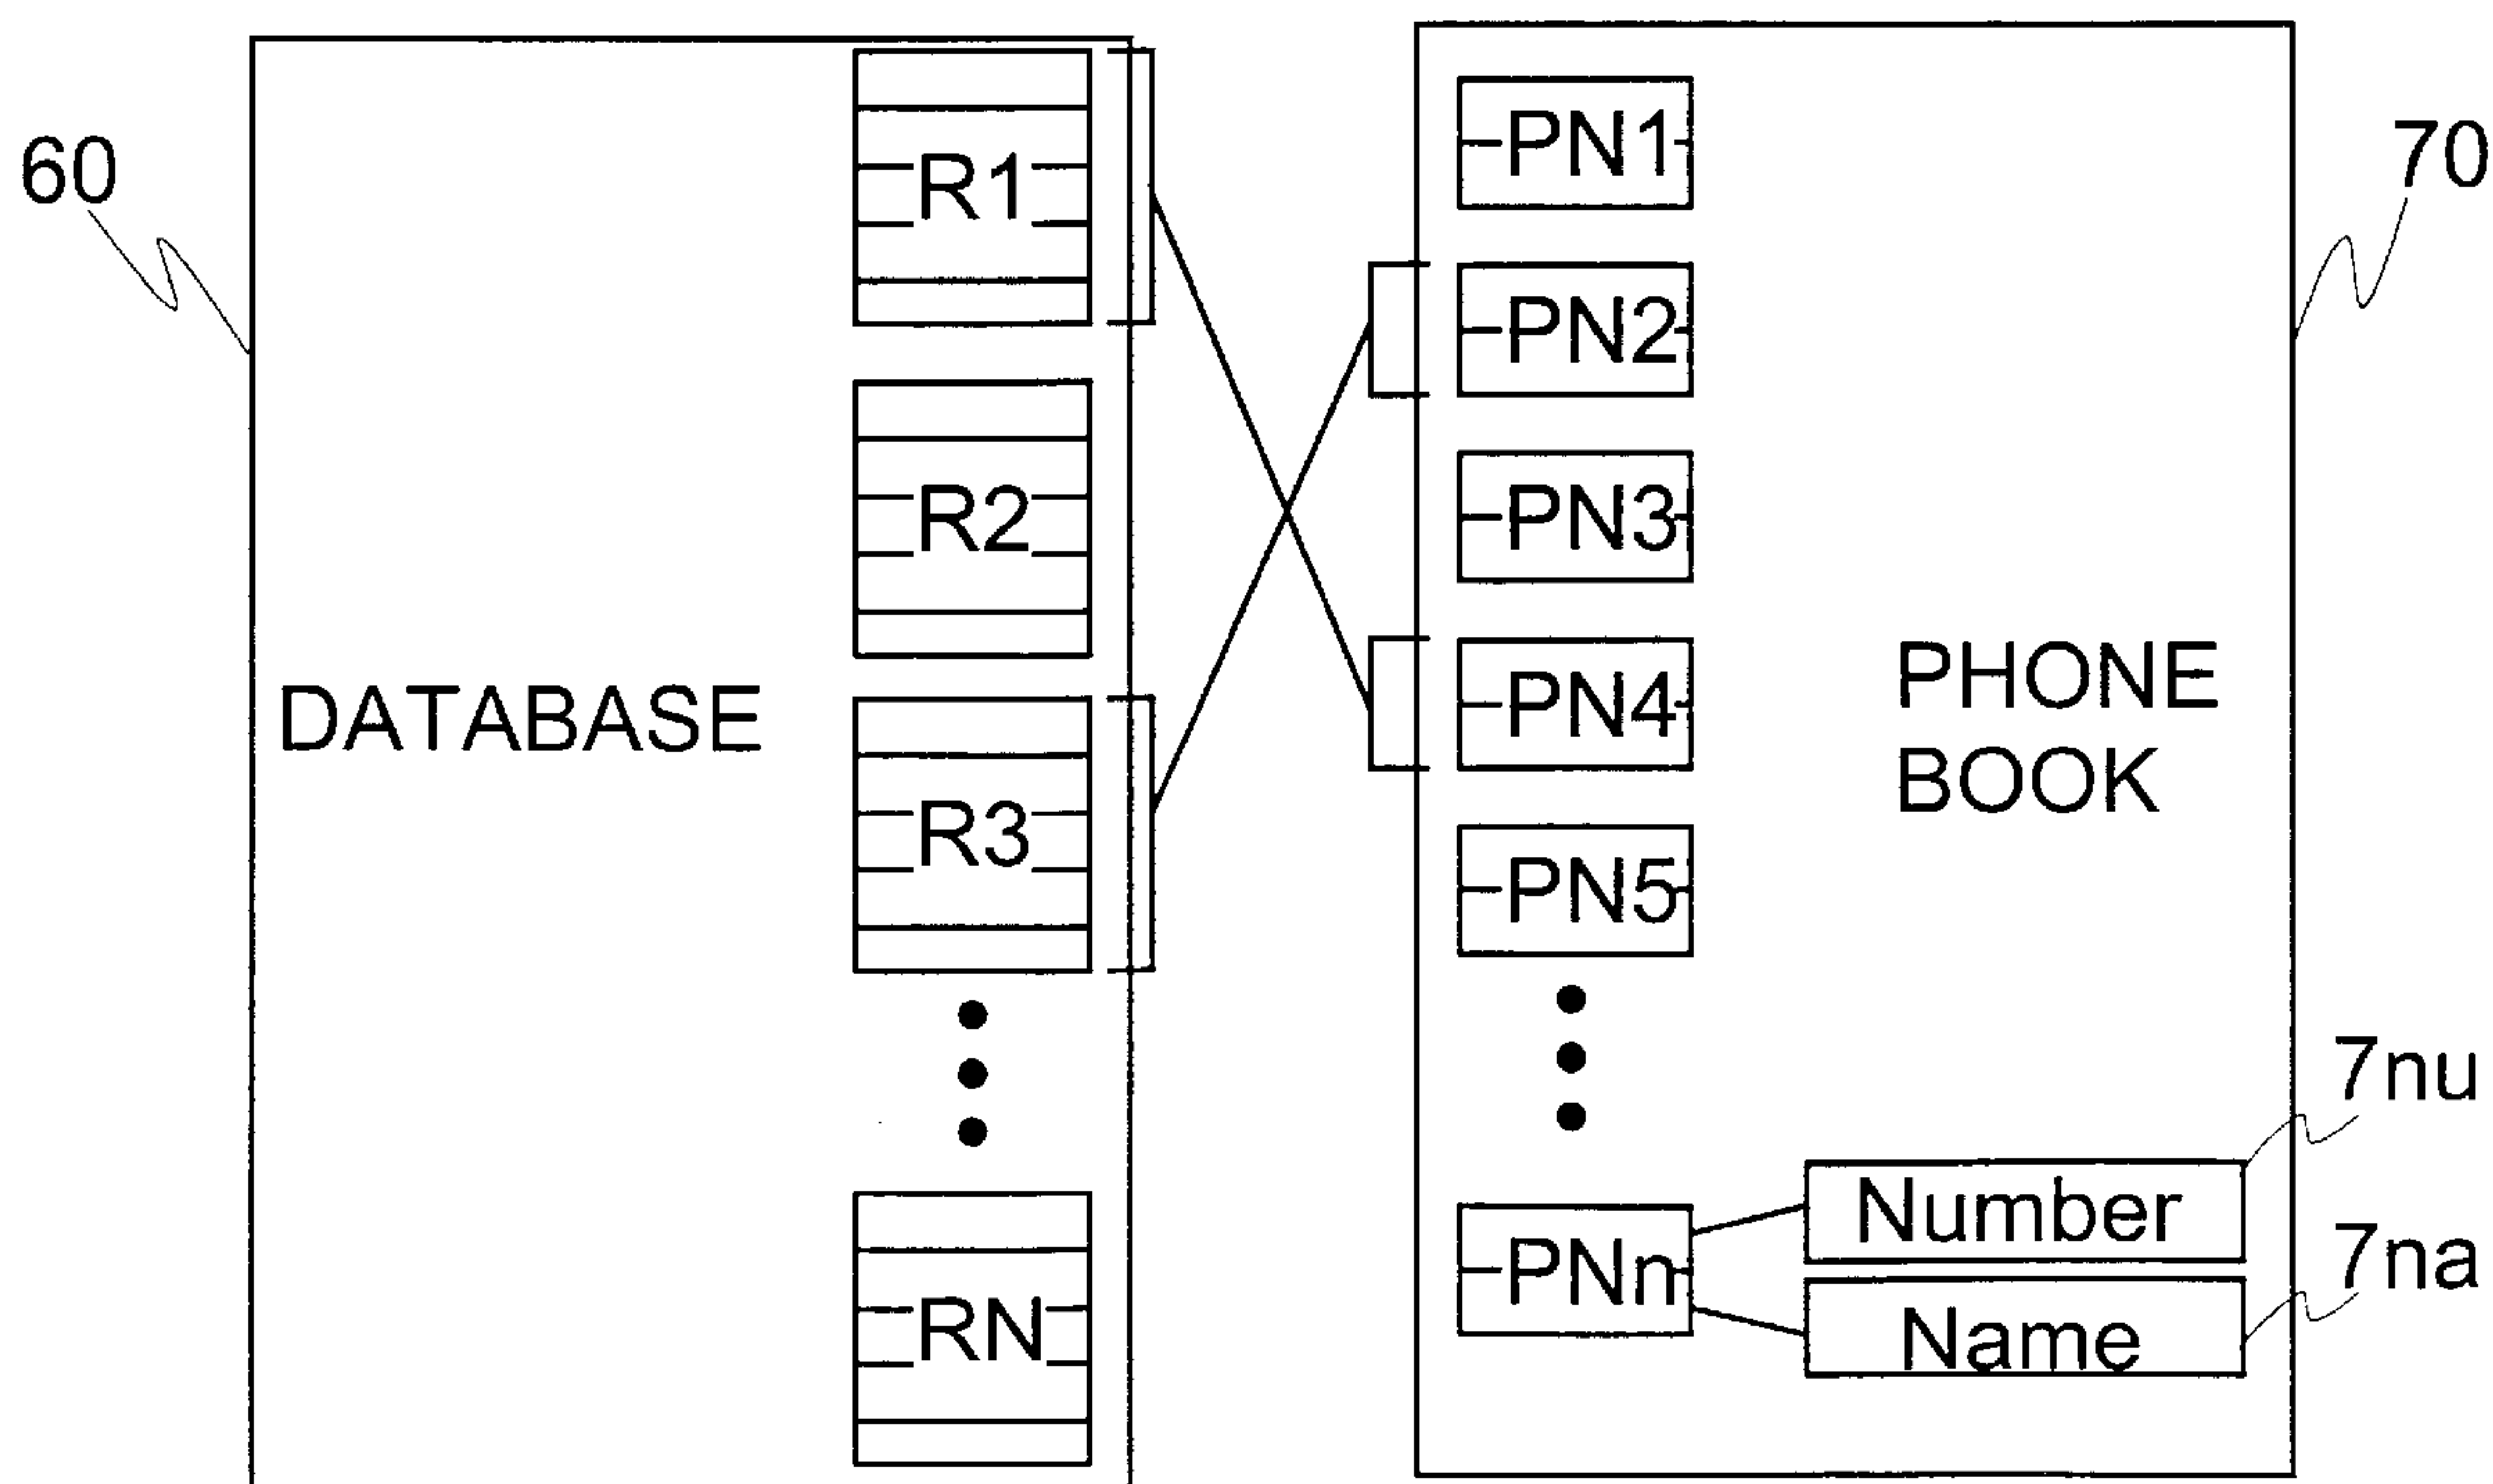 60
R1
R2
DATABASE
R3
RN
70
PN1
PN2
PN3
PN4
PHONE
BOOK
PN5
7nu
Number
PNn
7na
Name